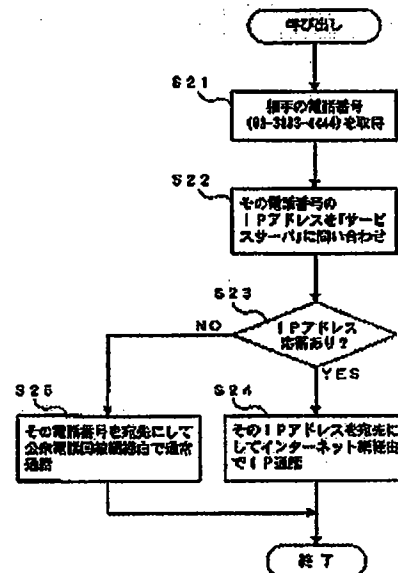 呼び出し
S21
相手の電話番号
(03-3333-4444)を取得
S22
その電話番号の
IPアドレスを「サービ
スサーバ」に問い合わせ
S23
IPアドレス
応答あり?
NO
YES
S25
その電話番号を宛先にして
公衆電話回線網経由で通常
通話
S24
そのIPアドレスを宛先に
してインターネット網経由
でIP通話
終了